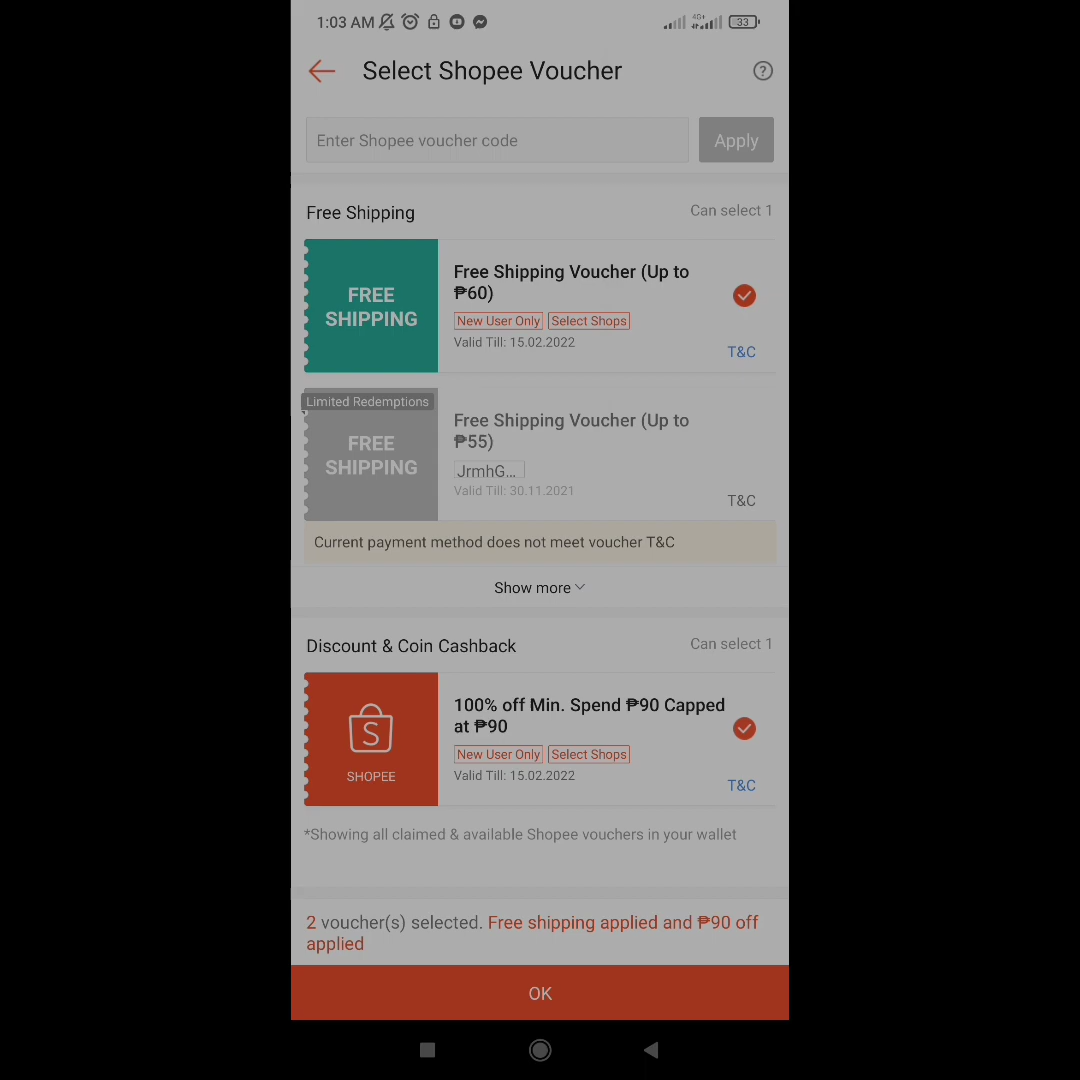 1:03 AM
4G+
33
Select Shopee Voucher
?
Enter Shopee voucher code
Apply
Free Shipping
Can select 1
FREE
SHIPPING
Free Shipping Voucher (Up to
₱60)
New User Only Select Shops
Valid Till: 15.02.2022
T&C
Limited Redemptions
FREE
SHIPPING
Free Shipping Voucher (Up to
₱55)
JrmhG...
Valid Till: 30.11.2021
T&C
Current payment method does not meet voucher T&C
Show more
Discount & Coin Cashback
Can select 1
S
SHOPEE
100% off Min. Spend ₱90 Capped
at ₱90
New User Only Select Shops
Valid Till: 15.02.2022
T&C
*Showing all claimed & available Shopee vouchers in your wallet
2 voucher(s) selected. Free shipping applied and ₱90 off
applied
OK